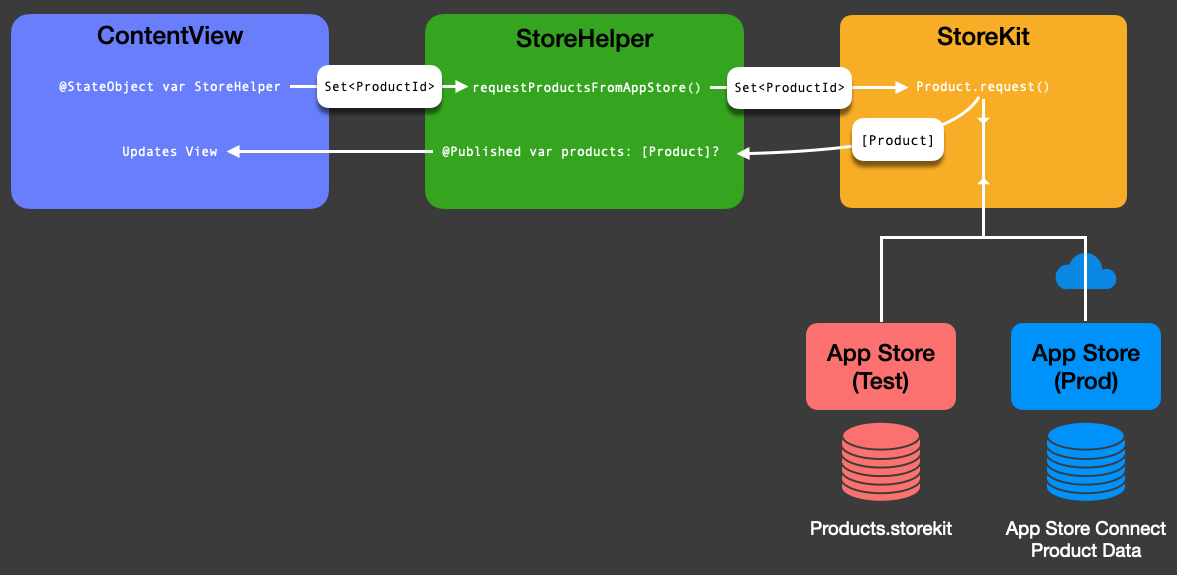 ContentView
StoreHelper
StoreKit
@StateObject var StoreHelper
Set<ProductId>
requestProductsFromAppStore()
Set<ProductId>
Product.request()
[Product]
Updates View
@Published var products: [Product]?
App Store
(Test)
App Store
(Prod)
Products.storekit
App Store Connect
Product Data